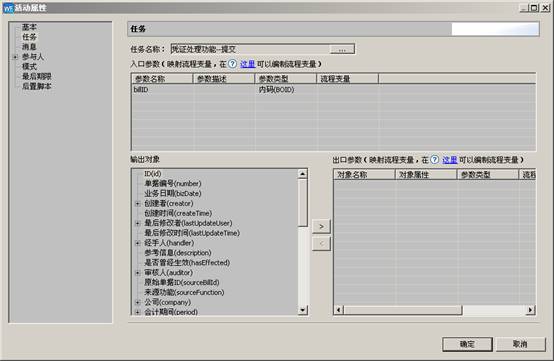 WF 活动属性
基本
任务
消息
参与人
模式
最后期限
后置脚本
任务
任务名称： 凭证处理功能--提交 ...
入口参数（映射流程变量，在 ? 这里 可以编制流程变量）
参数名称 参数描述 参数类型 流程变量
billID 内码(BOID)
输出对象
ID(id)
单据编号(number)
业务日期(bizDate)
创建者(creator)
创建时间(createTime)
最后修改者(lastUpdateUser)
最后修改时间(lastUpdateTime)
经手人(handler)
参考信息(description)
是否曾经生效(hasEffected)
审核人(auditor)
原始单据ID(sourceBillId)
来源功能(sourceFunction)
公司(company)
会计期间(period)
>
<
出口参数（映射流程变量，在 ? 这里 可以编制流程变量）
对象名称 对象属性 参数类型 流程
确定 取消